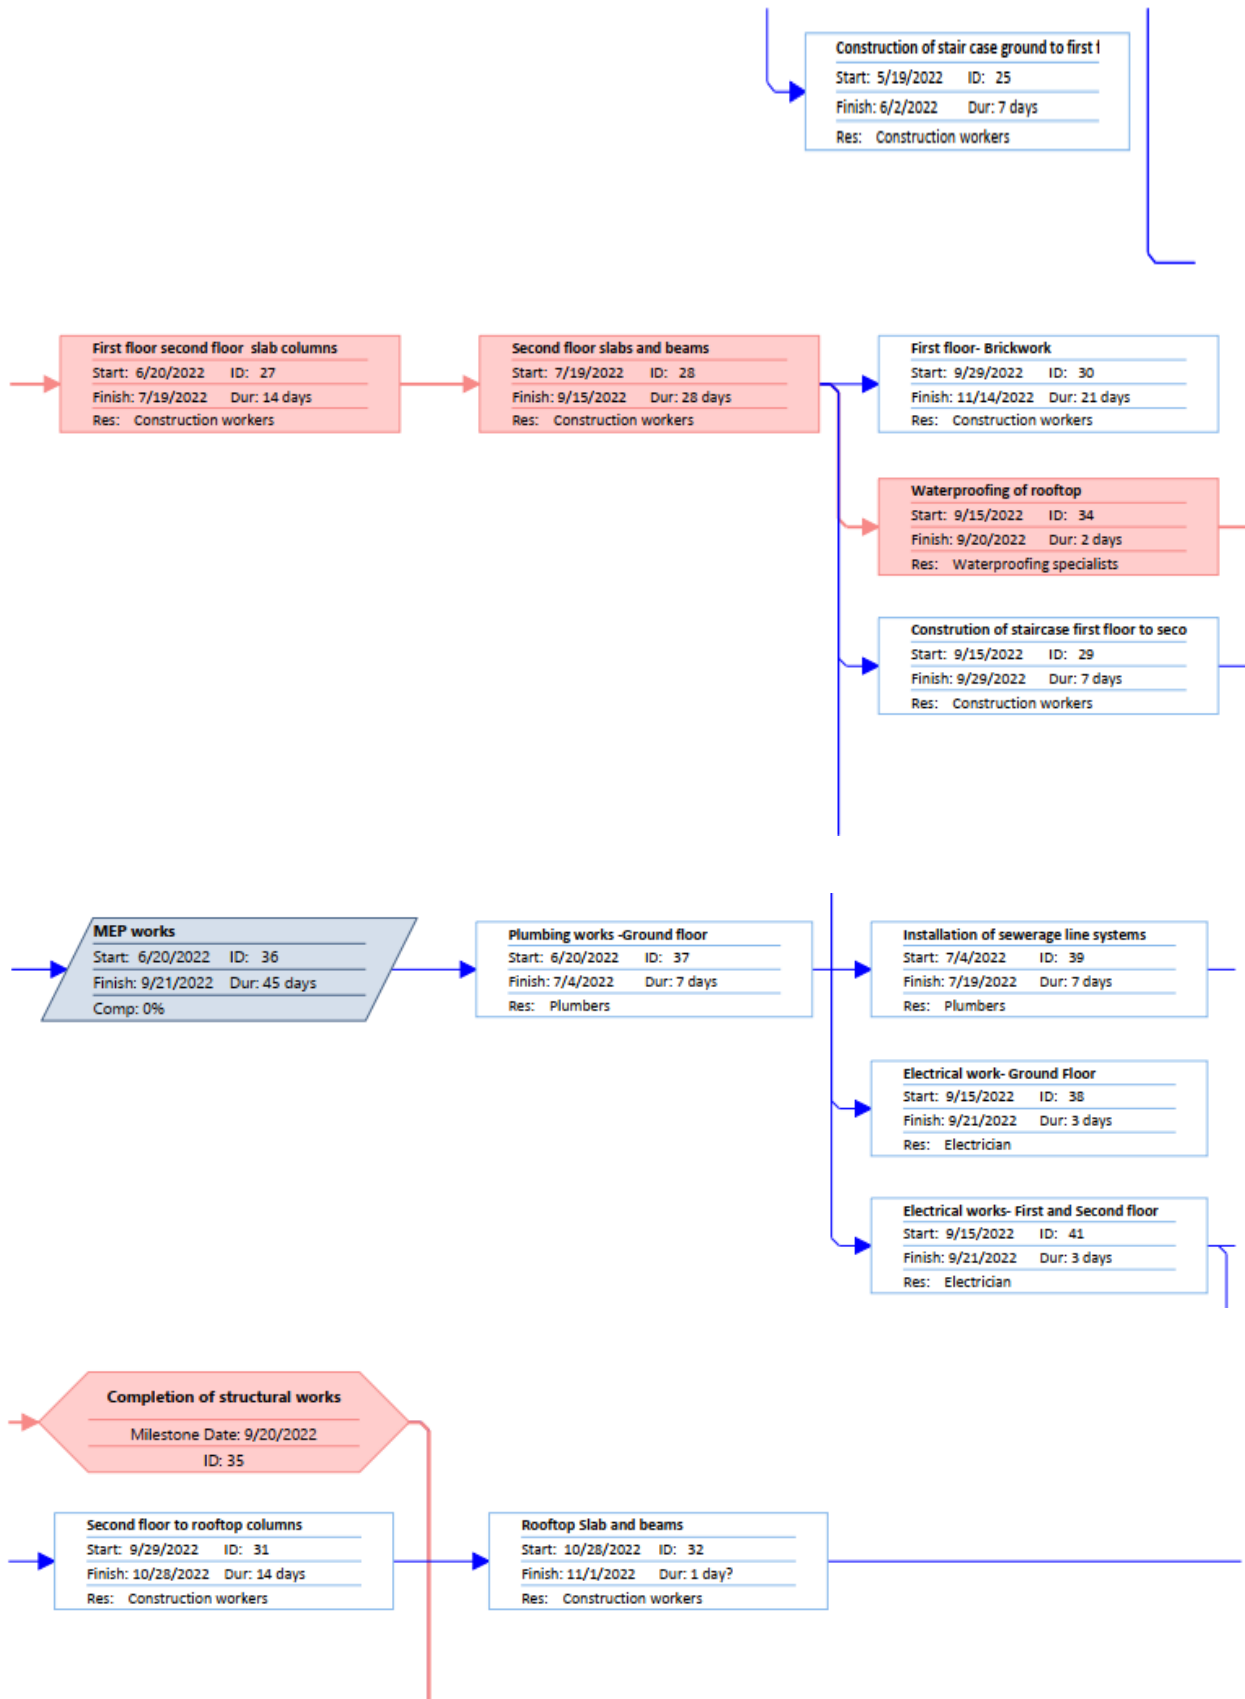 Construction of stair case ground to first f
Start: 5/19/2022 ID: 25
Finish: 6/2/2022 Dur: 7 days
Res: Construction workers
First floor second floor slab columns
Start: 6/20/2022 ID: 27
Finish: 7/19/2022 Dur: 14 days
Res: Construction workers
Second floor slabs and beams
Start: 7/19/2022 ID: 28
Finish: 9/15/2022 Dur: 28 days
Res: Construction workers
First floor- Brickwork
Start: 9/29/2022 ID: 30
Finish: 11/14/2022 Dur: 21 days
Res: Construction workers
Waterproofing of rooftop
Start: 9/15/2022 ID: 34
Finish: 9/20/2022 Dur: 2 days
Res: Waterproofing specialists
Constrution of staircase first floor to seco
Start: 9/15/2022 ID: 29
Finish: 9/29/2022 Dur: 7 days
Res: Construction workers
MEP works
Start: 6/20/2022 ID: 36
Finish: 9/21/2022 Dur: 45 days
Comp: 0%
Plumbing works -Ground floor
Start: 6/20/2022 ID: 37
Finish: 7/4/2022 Dur: 7 days
Res: Plumbers
Installation of sewerage line systems
Start: 7/4/2022 ID: 39
Finish: 7/19/2022 Dur: 7 days
Res: Plumbers
Electrical work- Ground Floor
Start: 9/15/2022 ID: 38
Finish: 9/21/2022 Dur: 3 days
Res: Electrician
Electrical works- First and Second floor
Start: 9/15/2022 ID: 41
Finish: 9/21/2022 Dur: 3 days
Res: Electrician
Completion of structural works
Milestone Date: 9/20/2022
ID: 35
Second floor to rooftop columns
Start: 9/29/2022 ID: 31
Finish: 10/28/2022 Dur: 14 days
Res: Construction workers
Rooftop Slab and beams
Start: 10/28/2022 ID: 32
Finish: 11/1/2022 Dur: 1 day?
Res: Construction workers